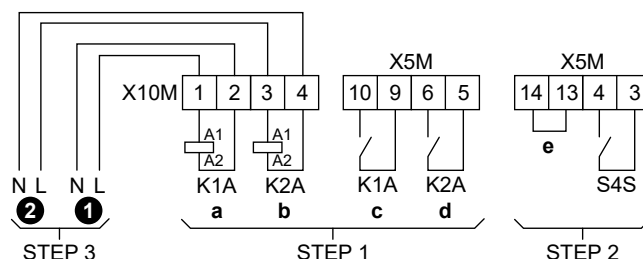 X5M X5M
X10M 1 2 3 4 10 9 6 5 14 13 4 3
A1 A1
A2 A2
e
N L N L K1A K2A K1A K2A S4S
2 1 a b c d
STEP 3 STEP 1 STEP 2